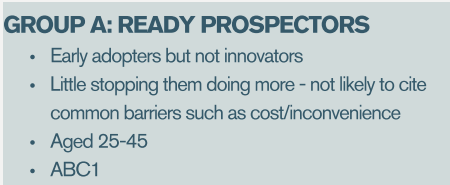 GROUP A: READY PROSPECTORS
• Early adopters but not innovators
• Little stopping them doing more - not likely to cite
common barriers such as cost/inconvenience
• Aged 25-45
• ABC1